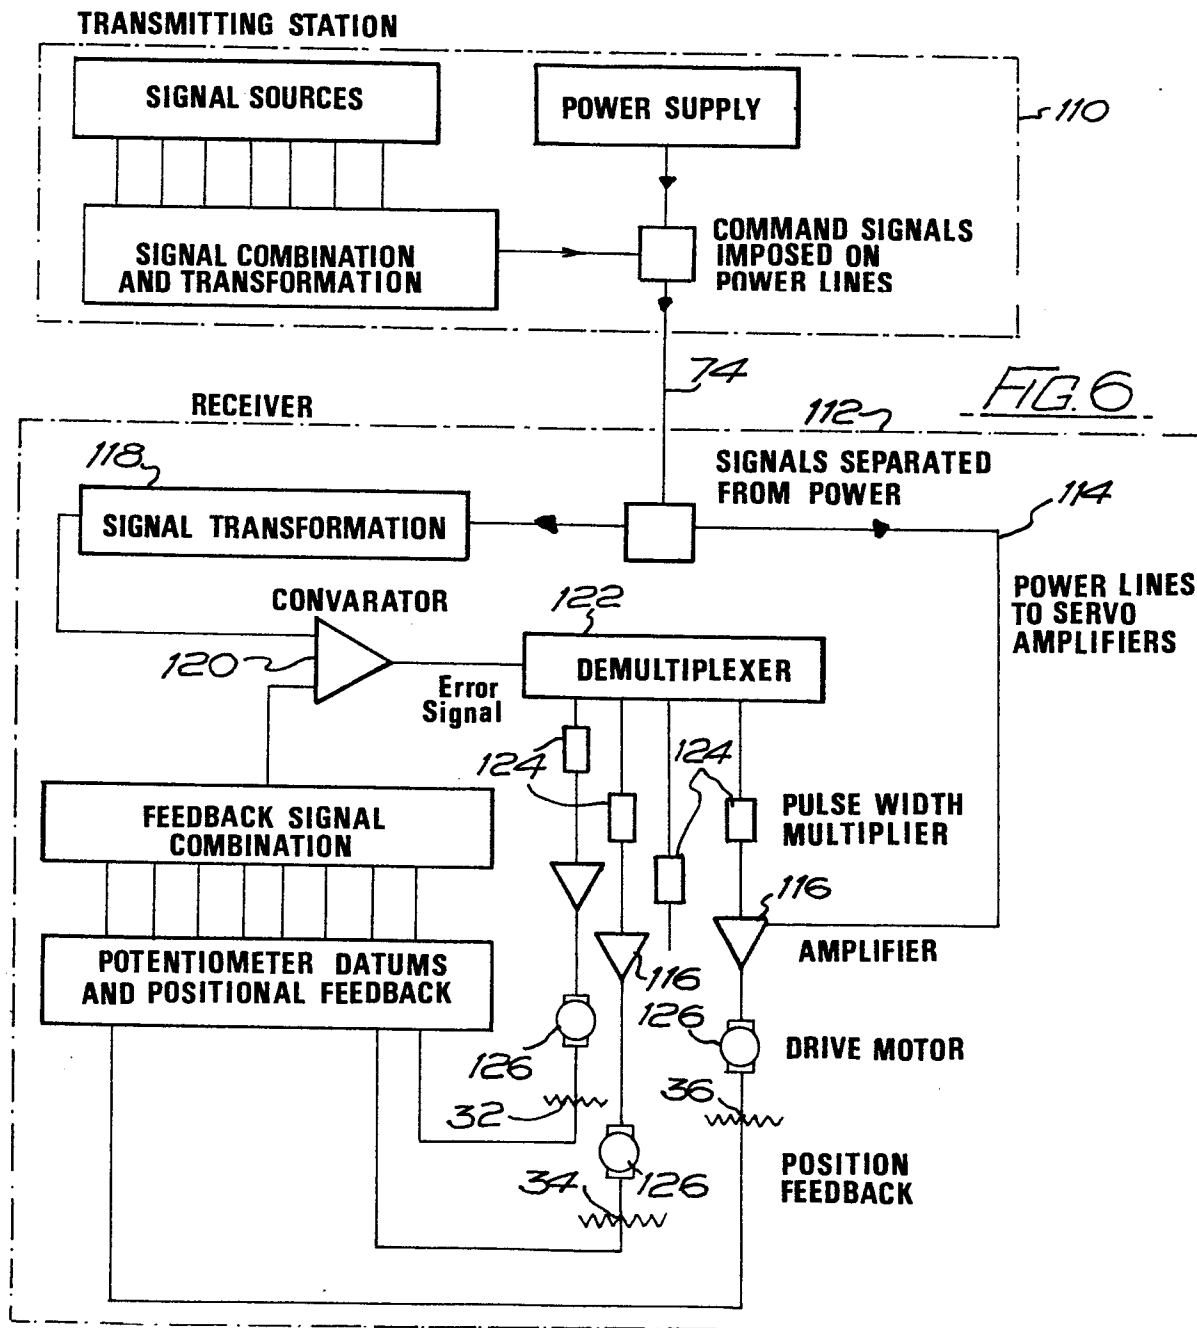 TRANSMITTING STATION
SIGNAL SOURCES
POWER SUPPLY
110
SIGNAL COMBINATION
AND TRANSFORMATION
COMMAND SIGNALS
IMPOSED ON
POWER LINES
74
FIG. 6
RECEIVER
112
118
SIGNAL TRANSFORMATION
SIGNALS SEPARATED
FROM POWER
114
POWER LINES
TO SERVO
AMPLIFIERS
CONVARATOR
120
Error
Signal
122
DEMULTIPLEXER
124
124
PULSE WIDTH
MULTIPLIER
FEEDBACK SIGNAL
COMBINATION
116
AMPLIFIER
116
POTENTIOMETER DATUMS
AND POSITIONAL FEEDBACK
126
126
DRIVE MOTOR
32
36
126
34
POSITION
FEEDBACK